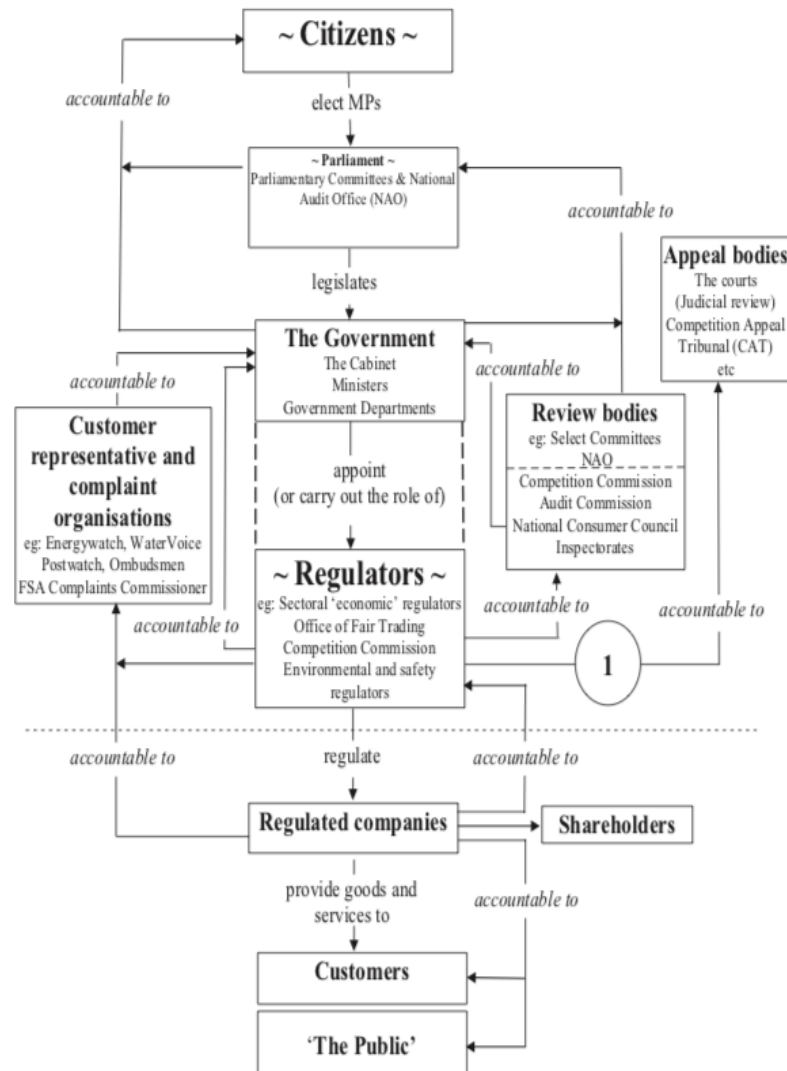 ~ Citizens ~
accountable to
elect MPs
~ Parliament ~
Parliamentary Committees & National
Audit Office (NAO)
accountable to
legislates
Appeal bodies
The courts
(Judicial review)
Competition Appeal
Tribunal (CAT)
etc
The Government
The Cabinet
Ministers
Government Departments
accountable to
accountable to
Customer
representative and
complaint
organisations
eg: Energywatch, WaterVoice
Postwatch, Ombudsmen
FSA Complaints Commissioner
Review bodies
eg: Select Committees
NAO
Competition Commission
Audit Commission
National Consumer Council
Inspectorates
appoint
(or carry out the role of)
~ Regulators ~
eg: Sectoral ‘economic’ regulators
Office of Fair Trading
Competition Commission
Environmental and safety
regulators
accountable to
accountable to
1
accountable to
regulate
accountable to
Regulated companies
Shareholders
provide goods and
services to
accountable to
Customers
‘The Public’